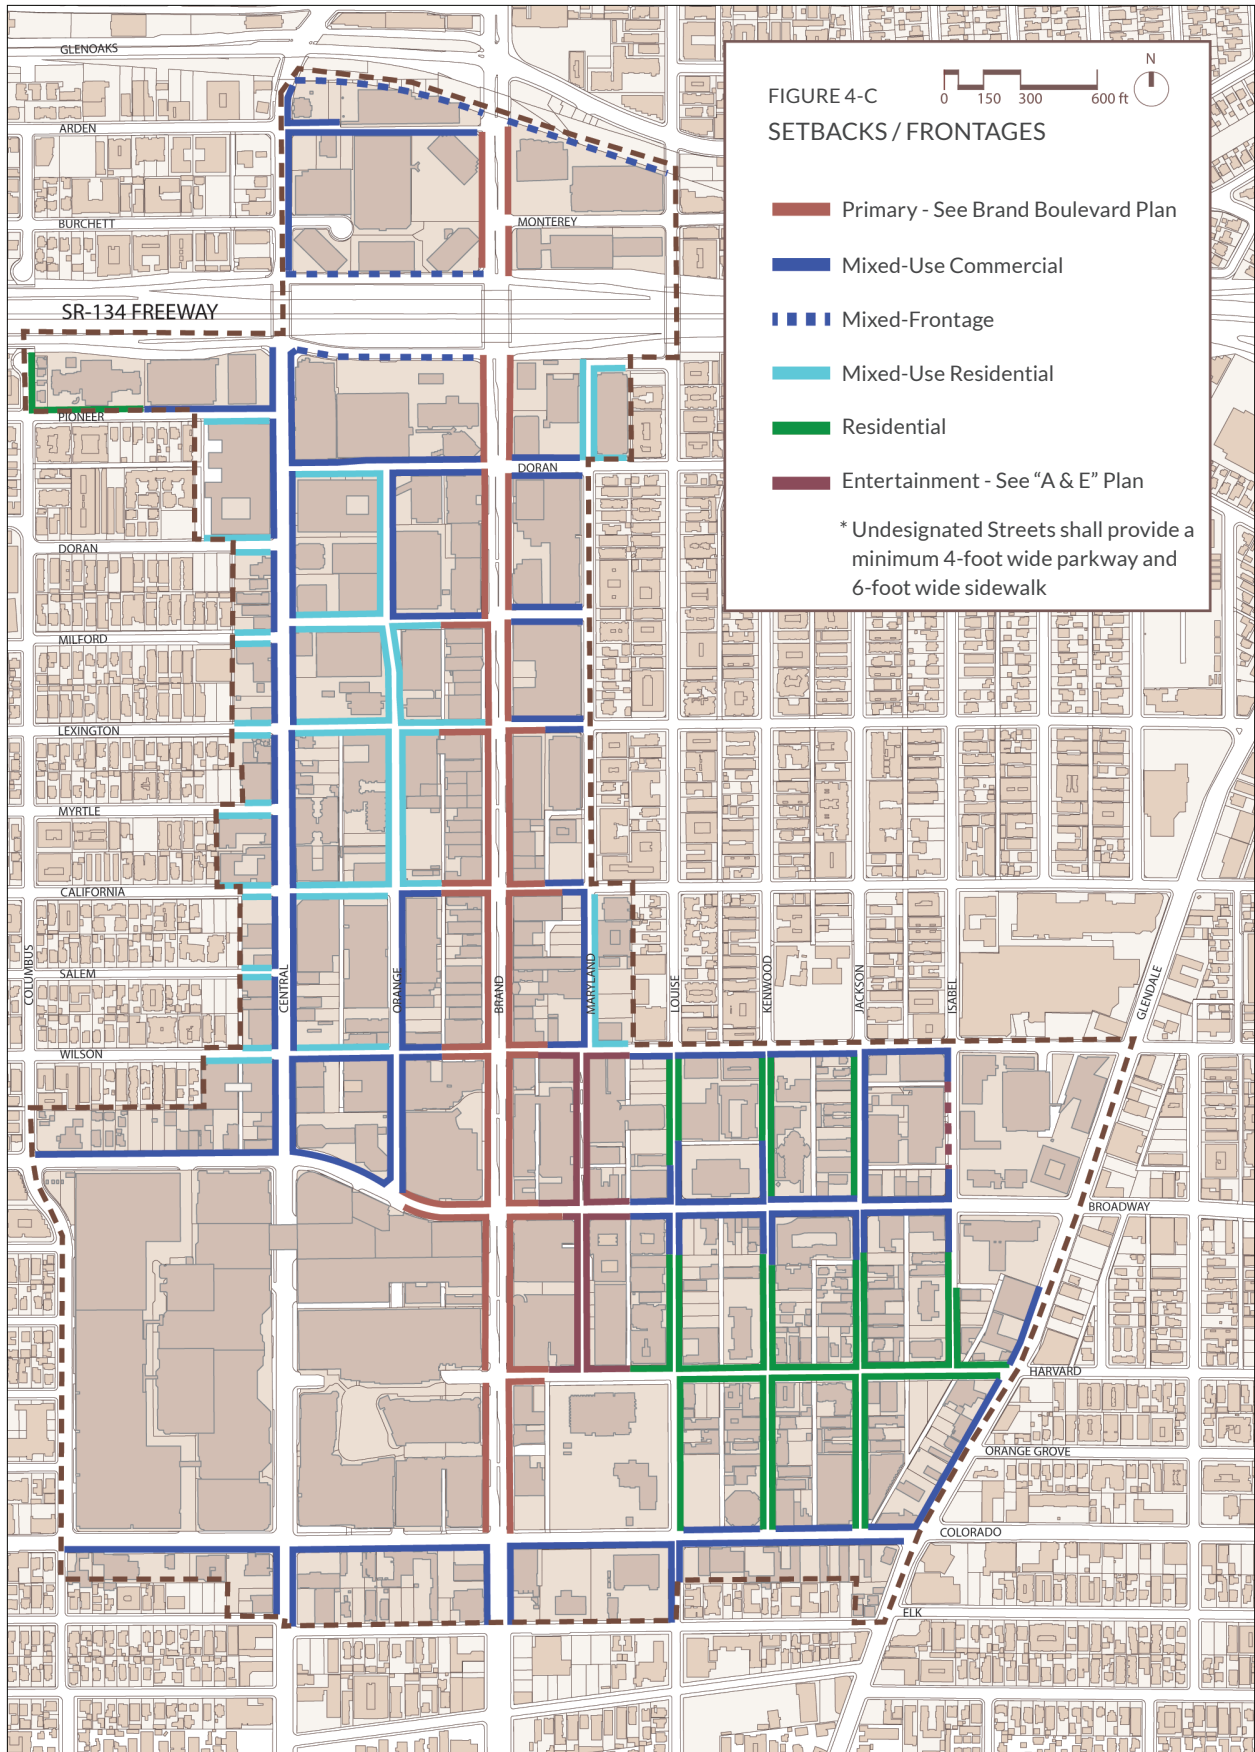 GLENOAKS
ARDEN
BURCHETT
MONTEREY
SR-134 FREEWAY
PIONEER
DORAN
DORAN
MILFORD
LEXINGTON
MYRTLE
CALIFORNIA
SALEM
WILSON
COLUMBUS
CENTRAL
ORANGE
BRAND
MARYLAND
LOUISE
KENWOOD
JACKSON
ISABEL
GLENDALE
BROADWAY
HARVARD
ORANGE GROVE
COLORADO
ELK
FIGURE 4-C
SETBACKS / FRONTAGES
0 150 300 600 ft
N
Primary - See Brand Boulevard Plan
Mixed-Use Commercial
Mixed-Frontage
Mixed-Use Residential
Residential
Entertainment - See “A & E” Plan
* Undesignated Streets shall provide a
minimum 4-foot wide parkway and
6-foot wide sidewalk